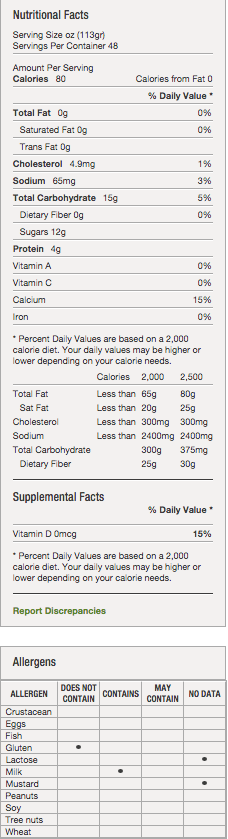 Nutritional Facts
Serving Size oz (113gr)
Servings Per Container 48
Amount Per Serving
Calories 80 Calories from Fat 0
% Daily Value *
Total Fat 0g 0%
Saturated Fat 0g 0%
Trans Fat 0g
Cholesterol 4.9mg 1%
Sodium 65mg 3%
Total Carbohydrate 15g 5%
Dietary Fiber 0g 0%
Sugars 12g
Protein 4g
Vitamin A 0%
Vitamin C 0%
Calcium 15%
Iron 0%
* Percent Daily Values are based on a 2,000
calorie diet. Your daily values may be higher or
lower depending on your calorie needs.
Calories 2,000 2,500
Total Fat Less than 65g 80g
Sat Fat Less than 20g 25g
Cholesterol Less than 300mg 300mg
Sodium Less than 2400mg 2400mg
Total Carbohydrate 300g 375mg
Dietary Fiber 25g 30g
Supplemental Facts
% Daily Value *
Vitamin D 0mcg 15%
* Percent Daily Values are based on a 2,000
calorie diet. Your daily values may be higher or
lower depending on your calorie needs.
Report Discrepancies
Allergens
ALLERGEN DOES NOT CONTAIN CONTAINS MAY CONTAIN NO DATA
Crustacean
Eggs
Fish
Gluten •
Lactose •
Milk •
Mustard •
Peanuts
Soy
Tree nuts
Wheat